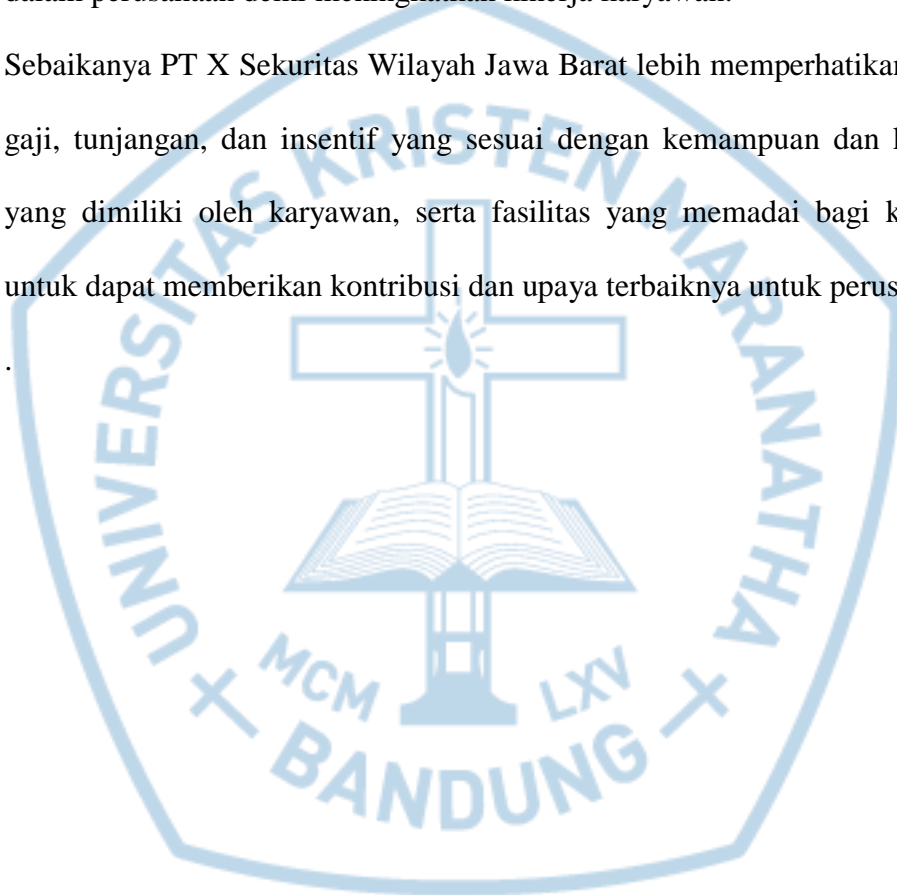 dalam perusahaan demi meningkatkan kinerja karyawan.
Sebaikanya PT X Sekuritas Wilayah Jawa Barat lebih memperhatikan
gaji, tunjangan, dan insentif yang sesuai dengan kemampuan dan
yang dimiliki oleh karyawan, serta fasilitas yang memadai bagi
untuk dapat memberikan kontribusi dan upaya terbaiknya untuk
.
UNIVERSITAS KRISTEN MARANATHA
MCM LXV
BANDUNG